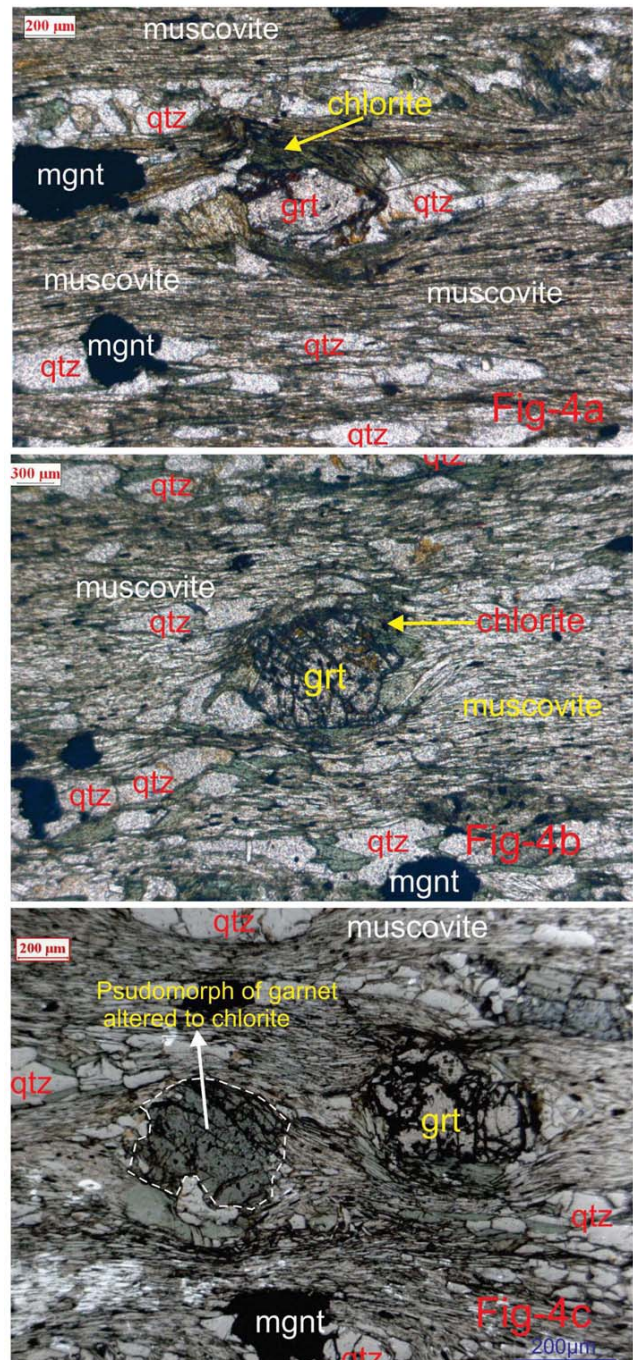 200 µm
muscovite
qtz
chlorite
mgnt
grt
qtz
muscovite
muscovite
mgnt
qtz
qtz
Fig-4a
qtz
300 µm
qtz
qtz
muscovite
qtz
chlorite
grt
muscovite
qtz
qtz
qtz
Fig-4b
mgnt
200 µm
qtz
muscovite
Psudomorph of garnet
altered to chlorite
qtz
grt
qtz
mgnt
Fig-4c
qtz
200µm